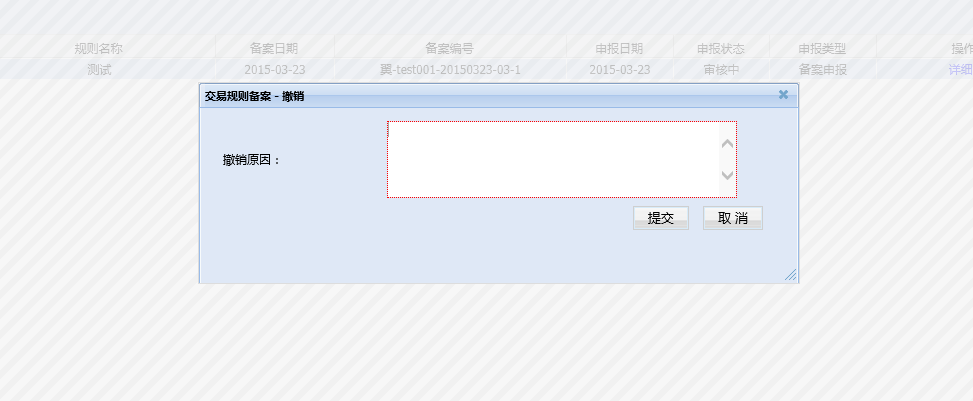 规则名称 备案日期 备案编号 申报日期 申报状态 申报类型 操作
测试 2015-03-23 翼-test001-20150323-03-1 2015-03-23 审核中 备案申报 详细
交易规则备案 - 撤销
撤销原因：
提交 取 消